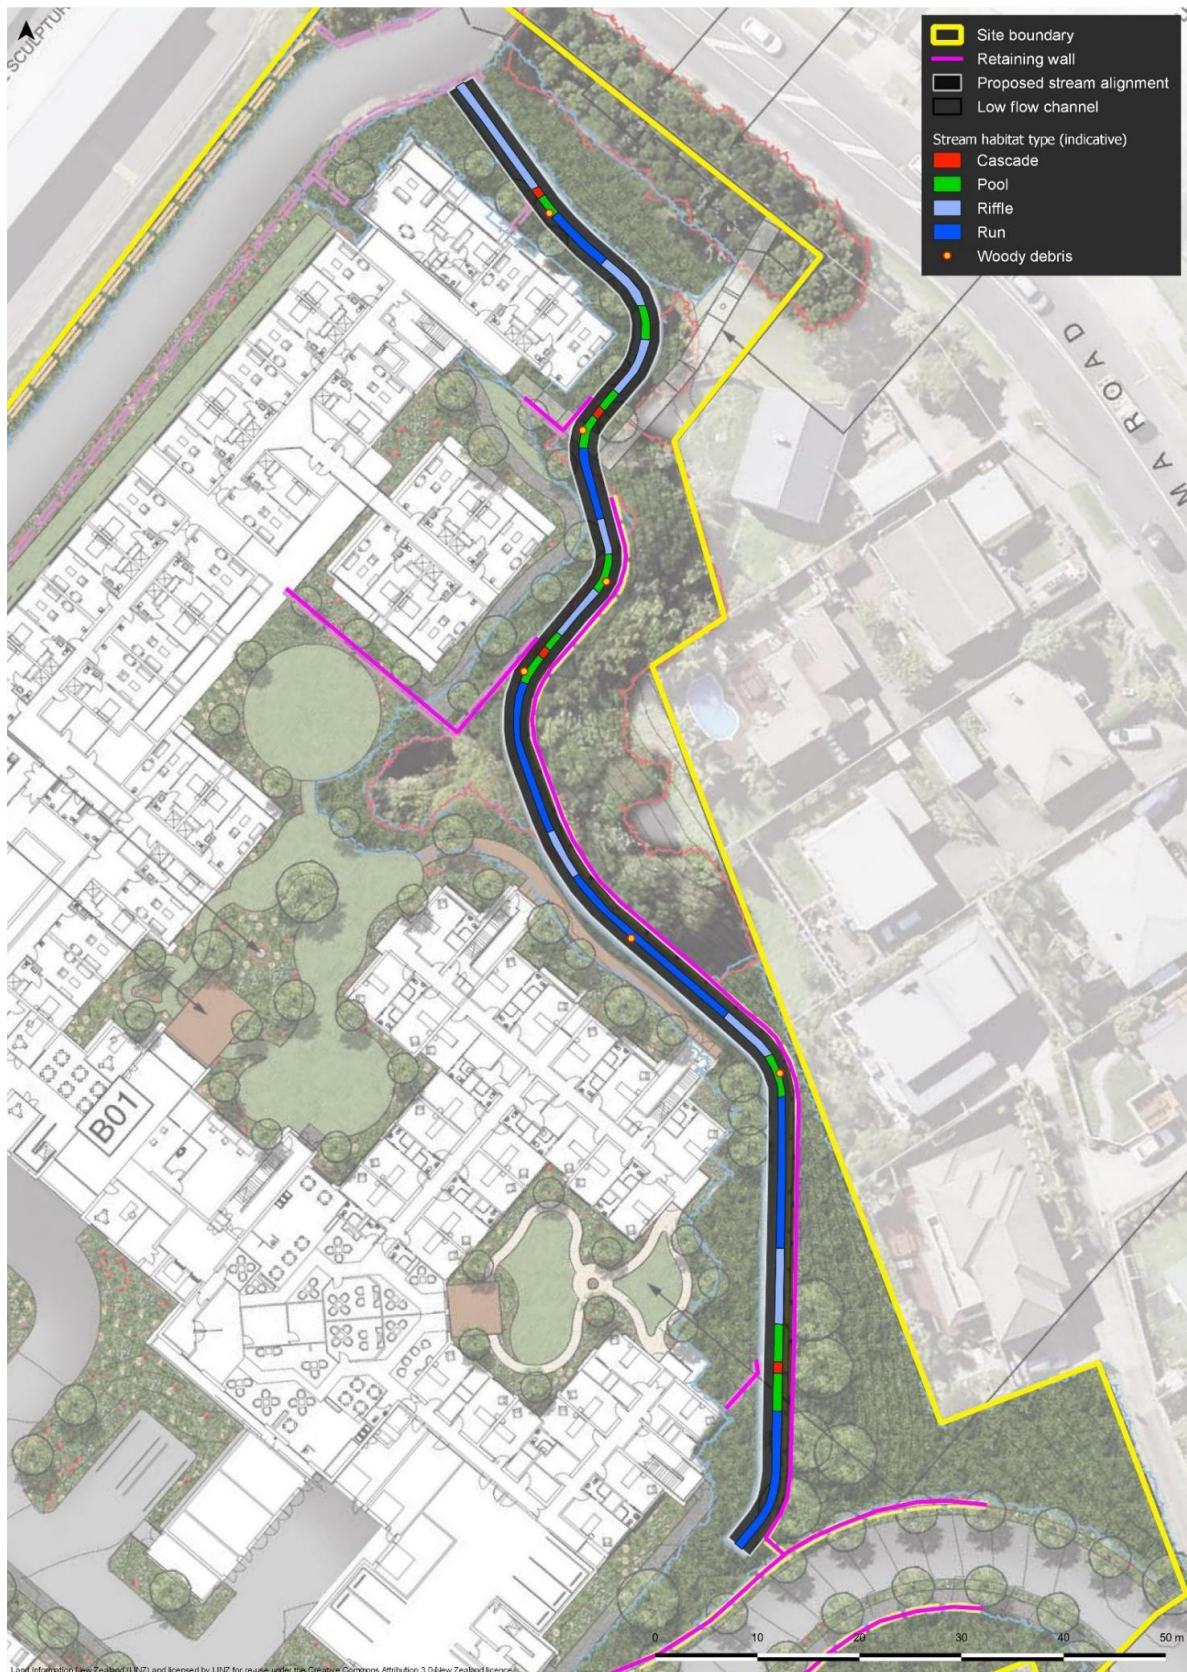 SCULPTUR
Site boundary
Retaining wall
Proposed stream alignment
Low flow channel
Stream habitat type (indicative)
Cascade
Pool
Riffle
Run
Woody debris
MA ROAD
B01
0 10 20 30 40 50 m
Land Information New Zealand (LINZ) and licensed by LINZ for re-use under the Creative Commons Attribution 3.0 New Zealand licence